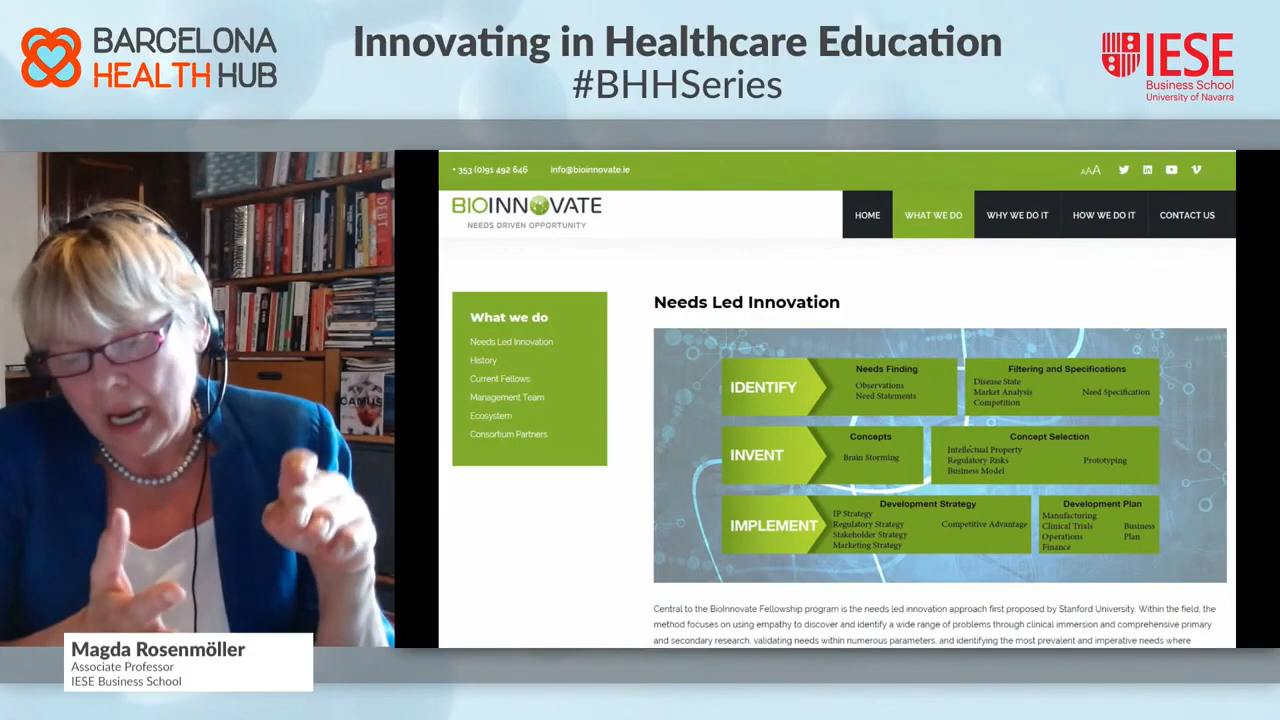 BARCELONA
HEALTH HUB
Innovating in Healthcare Education
#BHHSeries
IESE
Business School
University of Navarra
+ 353 (0)91 492 646
info@bioinnovate.ie
AAA
BIOINNOVATE
NEEDS DRIVEN OPPORTUNITY
HOME
WHAT WE DO
WHY WE DO IT
HOW WE DO IT
CONTACT US
What we do
Needs Led Innovation
History
Current Fellows
Management Team
Ecosystem
Consortium Partners
Needs Led Innovation
IDENTIFY
Needs Finding
Observations
Need Statements
Filtering and Specifications
Disease State
Market Analysis
Competition
Need Specification
INVENT
Concepts
Brain Storming
Concept Selection
Intellectual Property
Regulatory Risks
Business Model
Prototyping
IMPLEMENT
Development Strategy
IP Strategy
Regulatory Strategy
Stakeholder Strategy
Marketing Strategy
Competitive Advantage
Development Plan
Manufacturing
Clinical Trials
Operations
Finance
Business
Plan
Central to the BioInnovate Fellowship program is the needs led innovation approach first proposed by Stanford University. Within the field, the
method focuses on using empathy to discover and identify a wide range of problems through clinical immersion and comprehensive primary
and secondary research, validating needs within numerous parameters, and identifying the most prevalent and imperative needs where
DEBT
CAMUS
Magda Rosenmöller
Associate Professor
IESE Business School